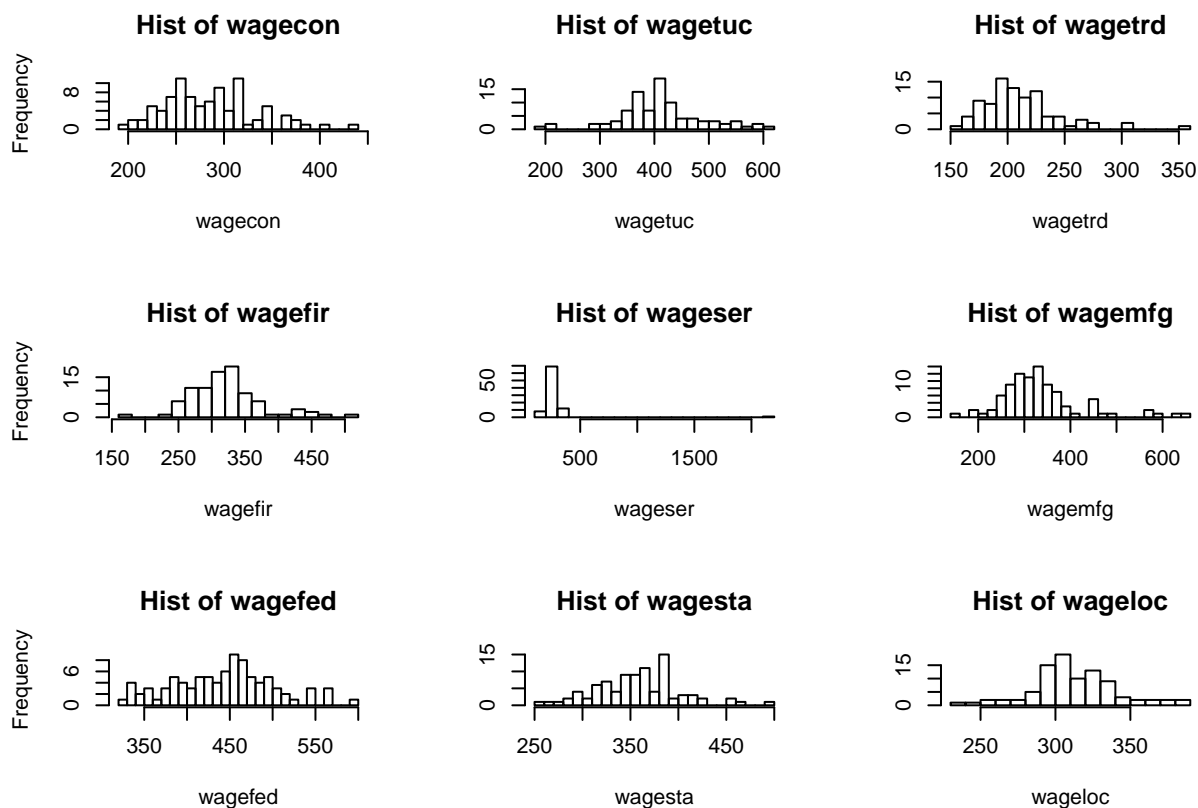 Hist of wagecon
Hist of wagetuc
Hist of wagetrd
Frequency
0 8
200 300 400
wagecon
0 15
200 300 400 500 600
wagetuc
0 15
150 200 250 300 350
wagetrd
Hist of wagefir
Hist of wageser
Hist of wagemfg
Frequency
0 15
150 250 350 450
wagefir
0 50
500 1500
wageser
0 10
200 400 600
wagemfg
Hist of wagefed
Hist of wagesta
Hist of wageloc
Frequency
0 6
350 450 550
wagefed
0 15
250 350 450
wagesta
0 15
250 300 350
wageloc